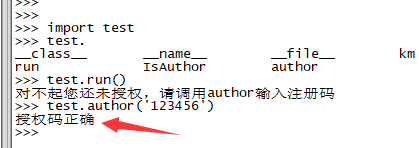 >>>
>>>
>>> import test
>>> test.
__class__ __name__ __file__ km
run IsAuthor author
>>> test.run()
对不起您还未授权，请调用author输入注册码
>>> test.author('123456')
授权码正确
>>>